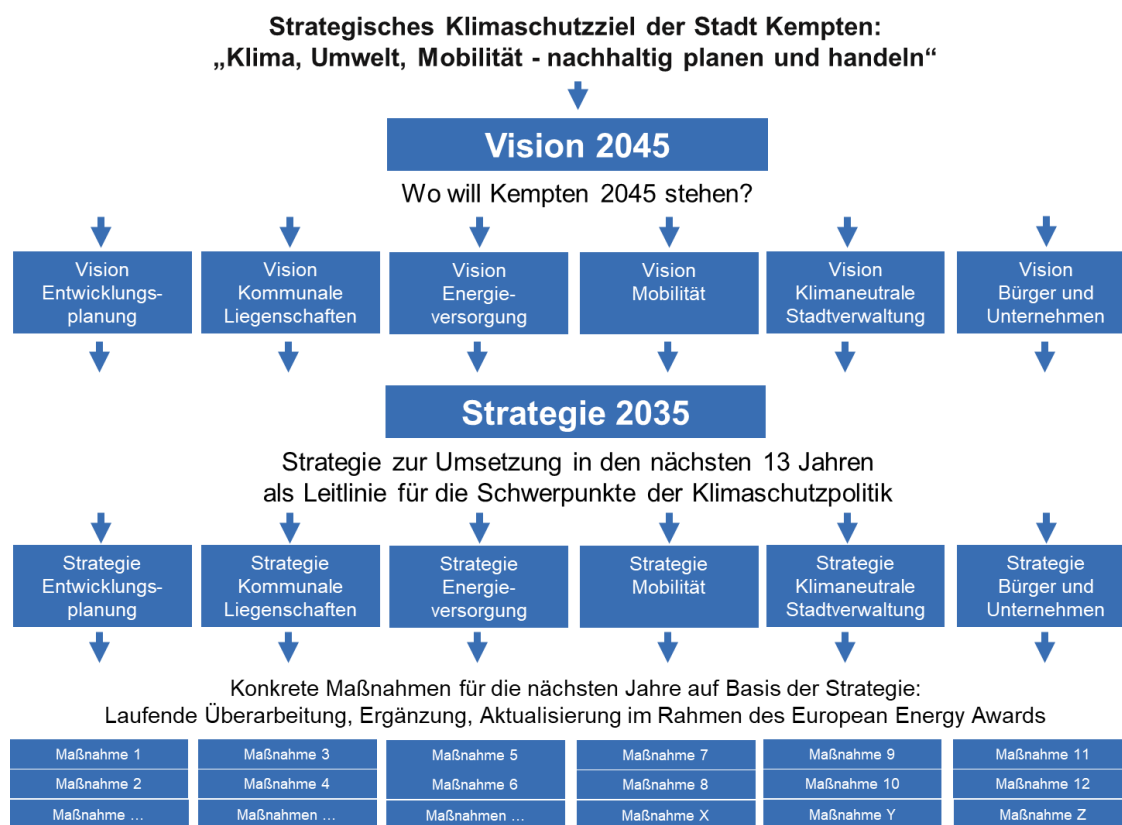 Strategisches Klimaschutzziel der Stadt Kempten:
„Klima, Umwelt, Mobilität - nachhaltig planen und handeln“
Vision 2045
Wo will Kempten 2045 stehen?
Vision
Entwicklungs-
planung
Vision
Kommunale
Liegenschaften
Vision
Energie-
versorgung
Vision
Mobilität
Vision
Klimaneutrale
Stadtverwaltung
Vision
Bürger und
Unternehmen
Strategie 2035
Strategie zur Umsetzung in den nächsten 13 Jahren
als Leitlinie für die Schwerpunkte der Klimaschutzpolitik
Strategie
Entwicklungs-
planung
Strategie
Kommunale
Liegenschaften
Strategie
Energie-
versorgung
Strategie
Mobilität
Strategie
Klimaneutrale
Stadtverwaltung
Strategie
Bürger und
Unternehmen
Konkrete Maßnahmen für die nächsten Jahre auf Basis der Strategie:
Laufende Überarbeitung, Ergänzung, Aktualisierung im Rahmen des European Energy Awards
Maßnahme 1
Maßnahme 2
Maßnahme ...
Maßnahme 3
Maßnahme 4
Maßnahmen ...
Maßnahme 5
Maßnahme 6
Maßnahmen ...
Maßnahme 7
Maßnahme 8
Maßnahme X
Maßnahme 9
Maßnahme 10
Maßnahme Y
Maßnahme 11
Maßnahme 12
Maßnahme Z